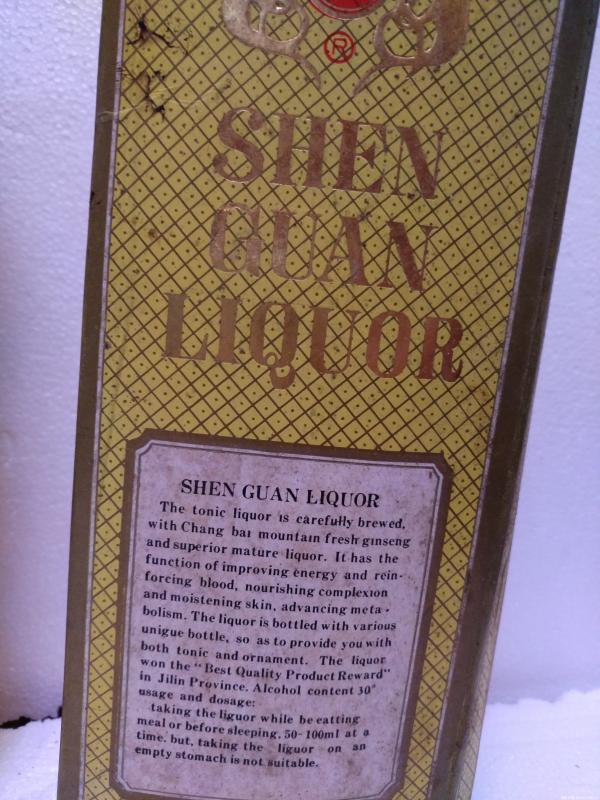 ®
SHEN
GUAN
LIQUOR
SHEN GUAN LIQUOR
The tonic liquor is carefully brewed,
with Chang bai mountain fresh ginseng
and superior mature liquor. It has the
function of improving energy and rein-
forcing blood, nourishing complexion
and moistening skin, advancing meta-
bolism. The liquor is bottled with various
unigue bottle, so as to provide you with
both tonic and ornament. The liquor
won the "Best Quality Product Reward"
in Jilin Province. Alcohol content 30°
usage and dosage:
taking the liguor while be eatting
meal or before sleeping, 50-100ml at a
time. but, taking the liguor on an
empty stomach is not suitable.